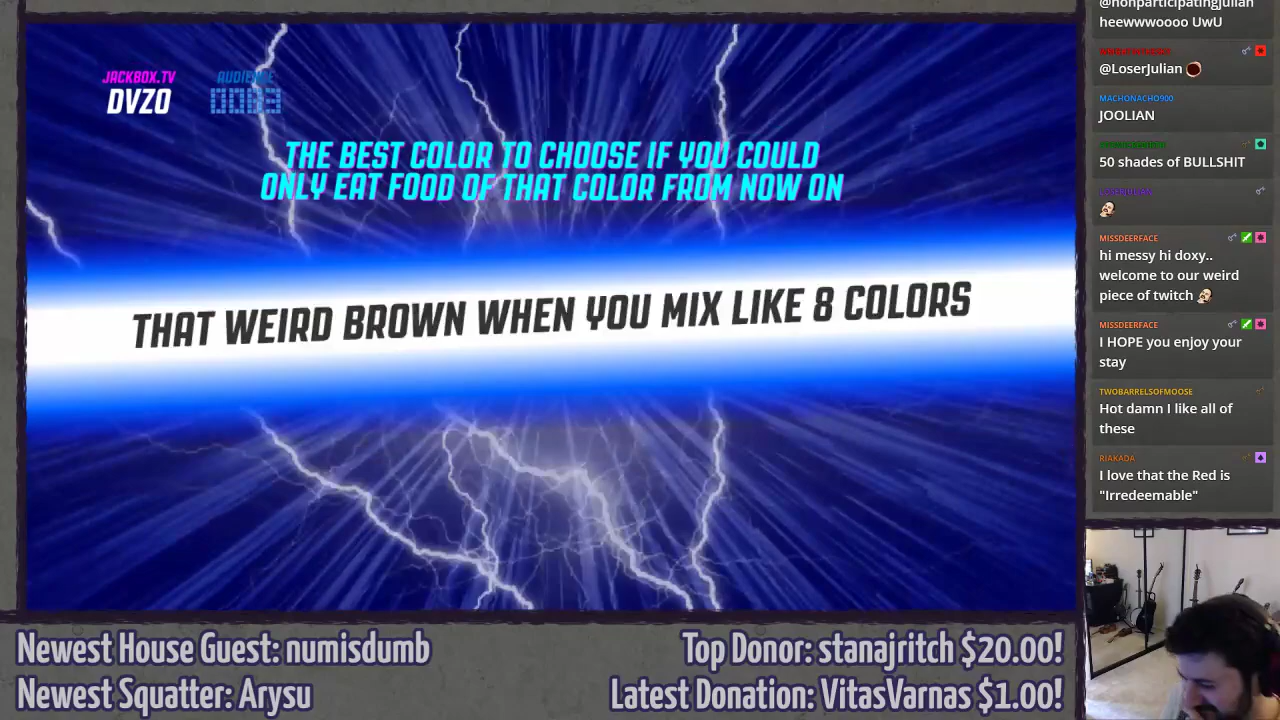 @nonparticipatingjulian
heewwwoooo UwU
@LoserJulian
MACHONACHO900
JOOLIAN
50 shades of BULLSHIT
MISSDEERFACE
hi messy hi doxy..
welcome to our weird
piece of twitch
MISSDEERFACE
I HOPE you enjoy your
stay
TWOBARRELSOFMOOSE
Hot damn I like all of
these
RIAKADA
I love that the Red is
"Irredeemable"
JACKBOX.TV
DVZO
AUDIENCE
THE BEST COLOR TO CHOOSE IF YOU COULD
ONLY EAT FOOD OF THAT COLOR FROM NOW ON
THAT WEIRD BROWN WHEN YOU MIX LIKE 8 COLORS
Newest House Guest: numisdumb
Top Donor: stanajritch $20.00!
Newest Squatter: Arysu
Latest Donation: VitasVarnas $1.00!